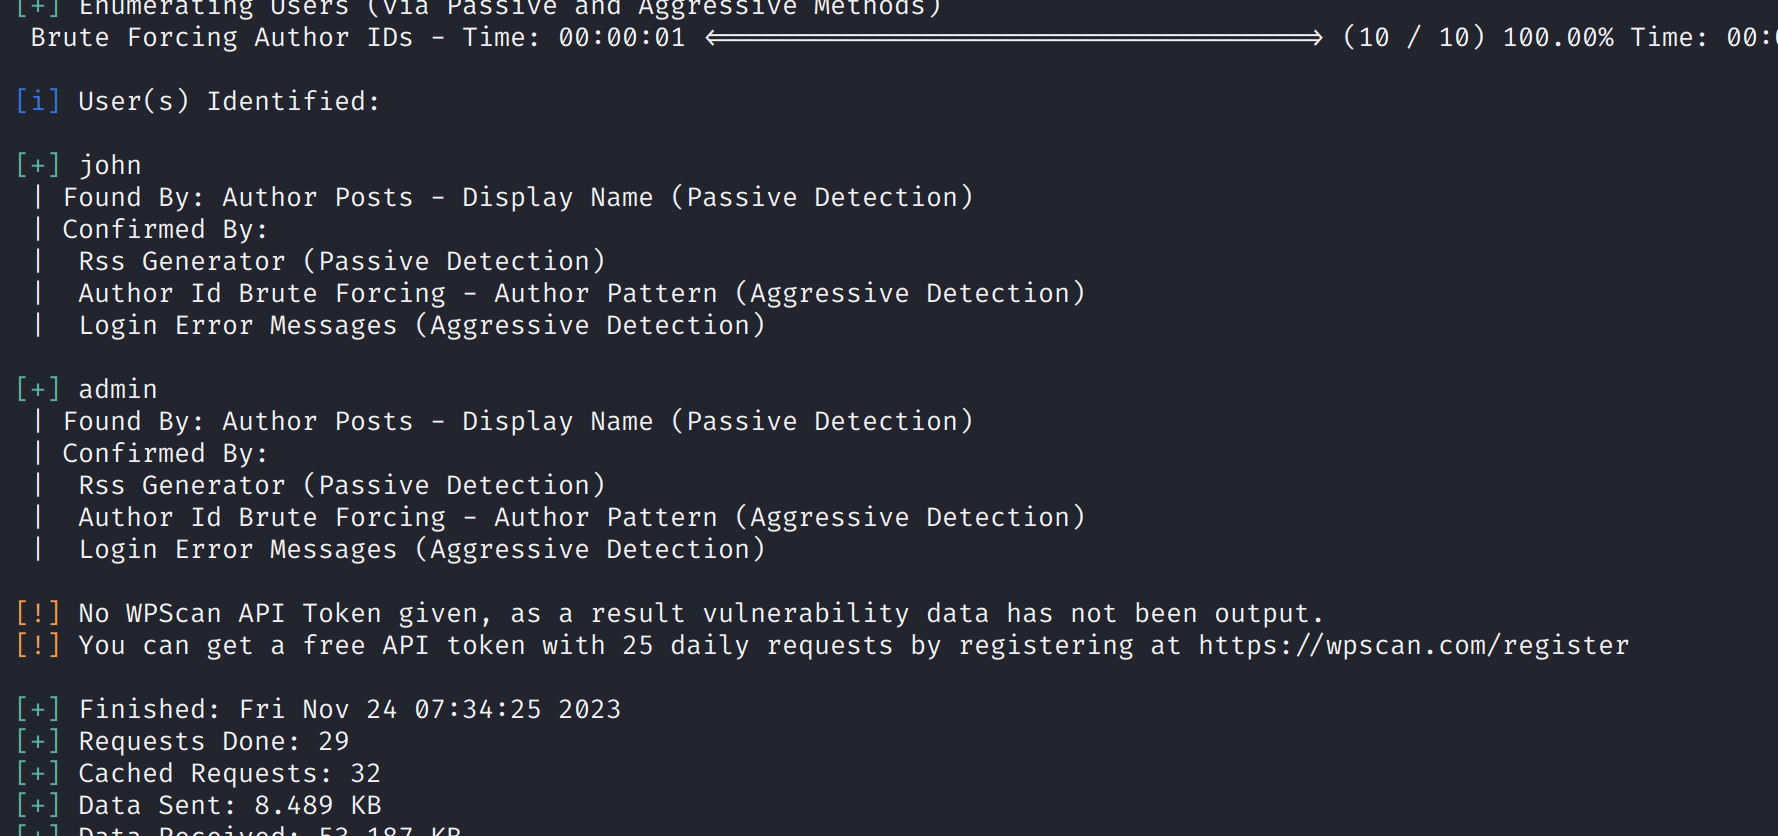 [+] Enumerating Users (via Passive and Aggressive Methods)
 Brute Forcing Author IDs - Time: 00:00:01 <==============================> (10 / 10) 100.00% Time: 00:0
[i] User(s) Identified:
[+] john
 | Found By: Author Posts - Display Name (Passive Detection)
 | Confirmed By:
 |  Rss Generator (Passive Detection)
 |  Author Id Brute Forcing - Author Pattern (Aggressive Detection)
 |  Login Error Messages (Aggressive Detection)
[+] admin
 | Found By: Author Posts - Display Name (Passive Detection)
 | Confirmed By:
 |  Rss Generator (Passive Detection)
 |  Author Id Brute Forcing - Author Pattern (Aggressive Detection)
 |  Login Error Messages (Aggressive Detection)
[!] No WPScan API Token given, as a result vulnerability data has not been output.
[!] You can get a free API token with 25 daily requests by registering at https://wpscan.com/register
[+] Finished: Fri Nov 24 07:34:25 2023
[+] Requests Done: 29
[+] Cached Requests: 32
[+] Data Sent: 8.489 KB
[+] Data Received: 53.187 KB